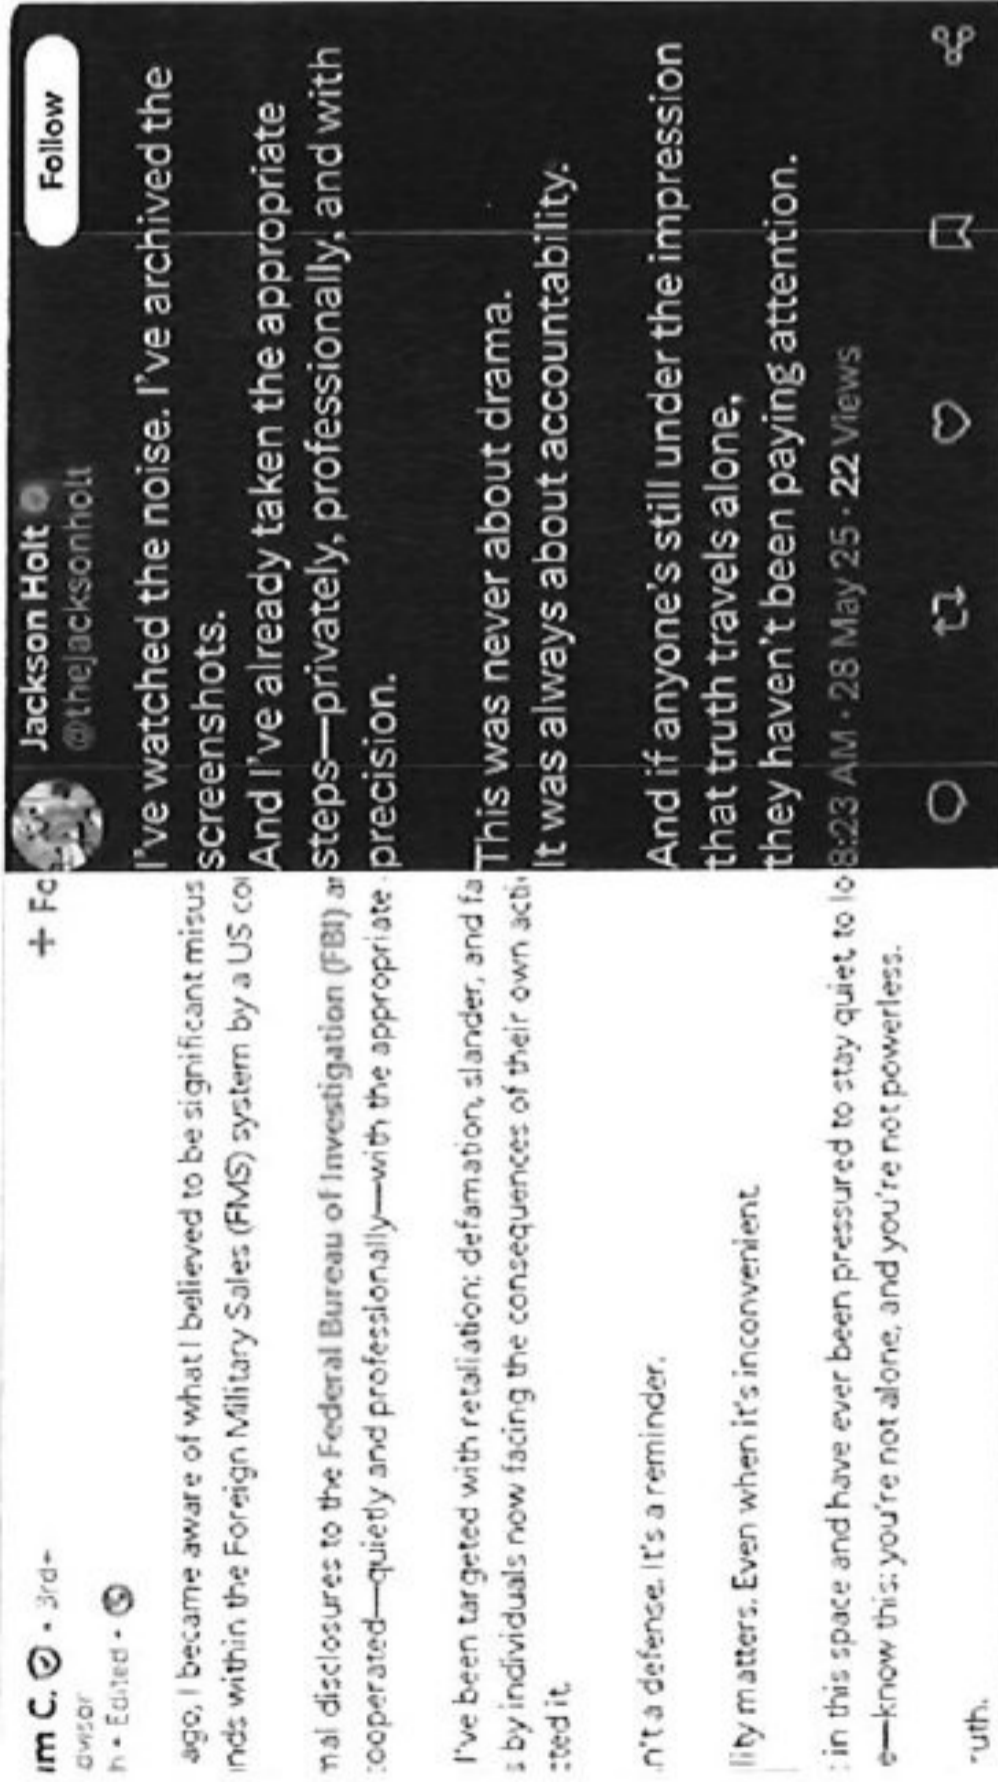 Im C. • 3rd+
+ Fo
h • Edited •
ago, I became aware of what I believed to be significant misus
nds within the Foreign Military Sales (FMS) system by a US co
nal disclosures to the Federal Bureau of Investigation (FBI) a
cooperated—quietly and professionally—with the appropriate
I've been targeted with retaliation: defamation, slander, and fa
s by individuals now facing the consequences of their own acti
cted it.
n't a defense. It's a reminder.
lity matters. Even when it's inconvenient.
in this space and have ever been pressured to stay quiet, to lo
e—know this: you're not alone, and you're not powerless.
ruth.
Jackson Holt
Follow
@thejacksonholt
I've watched the noise. I've archived the
screenshots.
And I've already taken the appropriate
steps—privately, professionally, and with
precision.
This was never about drama.
It was always about accountability.
And if anyone's still under the impression
that truth travels alone,
they haven't been paying attention.
8:23 AM · 28 May 25 · 22 Views